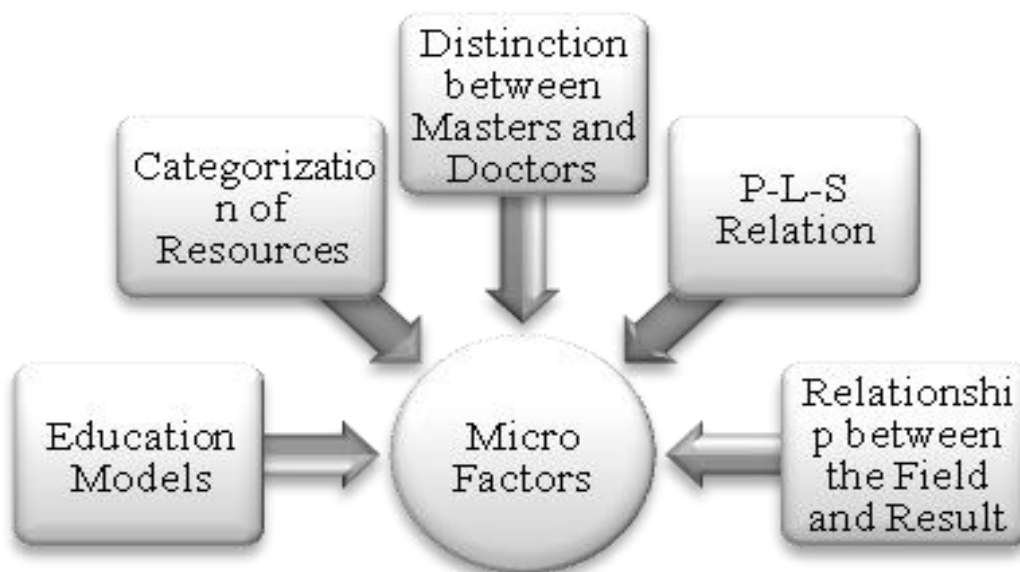 Distinction
between
Masters and
Doctors
Categorizatio
n of
Resources
P-L-S
Relation
Education
Models
Micro
Factors
Relationshi
p between
the Field
and Result